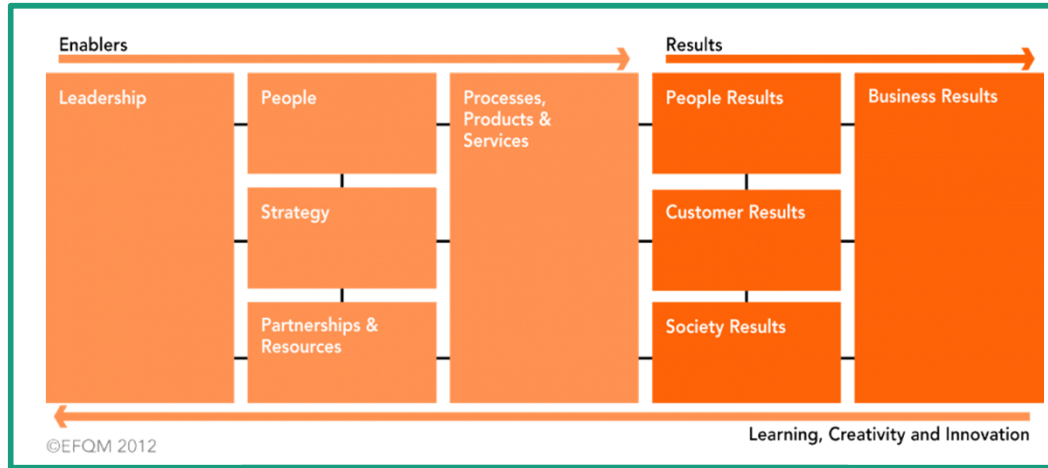 Enablers
Results
Leadership
People
Processes,
Products &
Services
People Results
Business Results
Strategy
Customer Results
Partnerships &
Resources
Society Results
©EFQM 2012
Learning, Creativity and Innovation